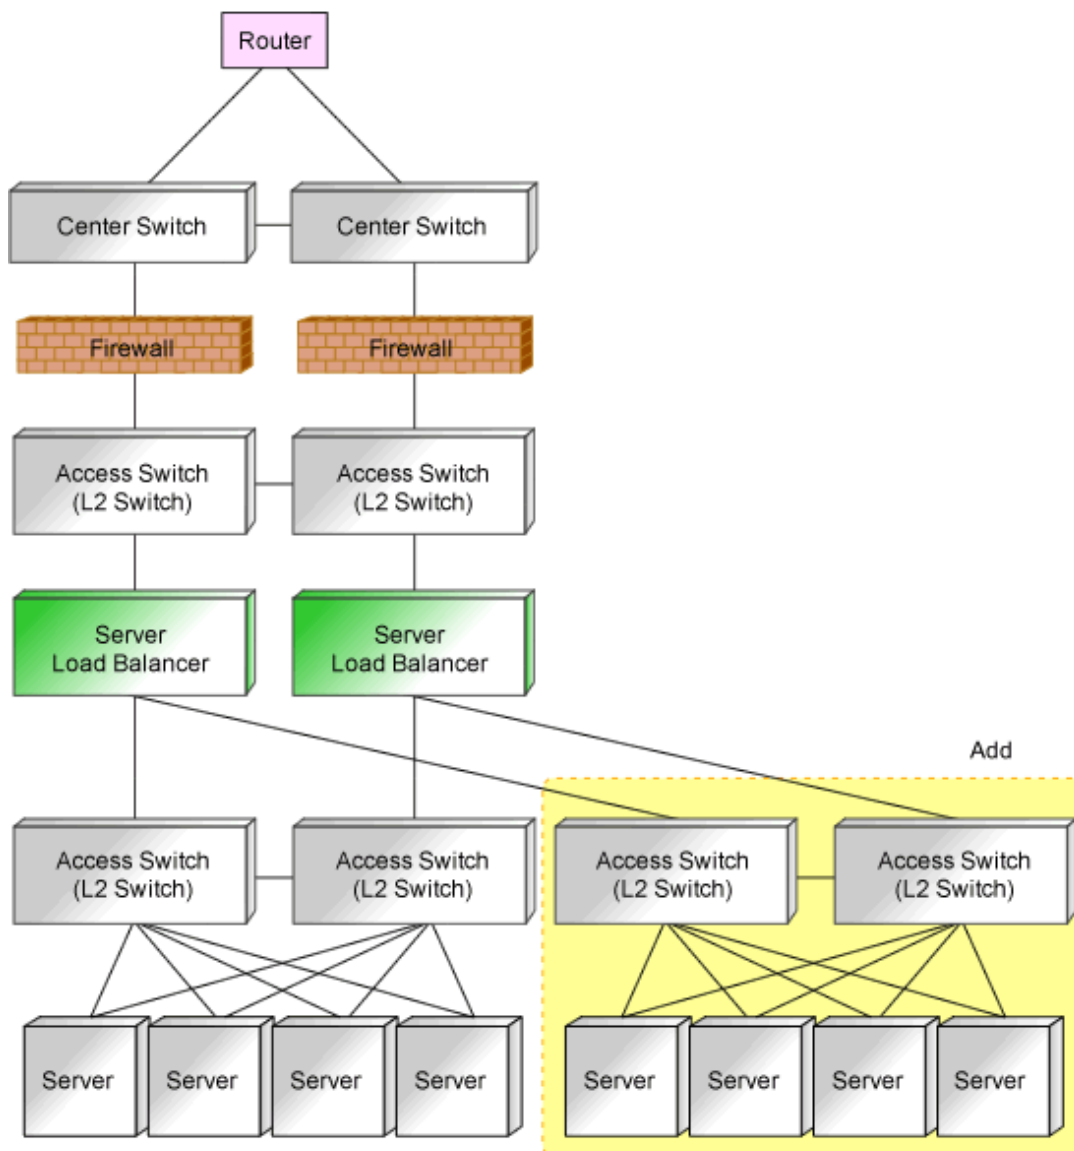 Router
Center Switch
Center Switch
Firewall
Firewall
Access Switch
(L2 Switch)
Access Switch
(L2 Switch)
Server
Load Balancer
Server
Load Balancer
Add
Access Switch
(L2 Switch)
Access Switch
(L2 Switch)
Access Switch
(L2 Switch)
Access Switch
(L2 Switch)
Server
Server
Server
Server
Server
Server
Server
Server